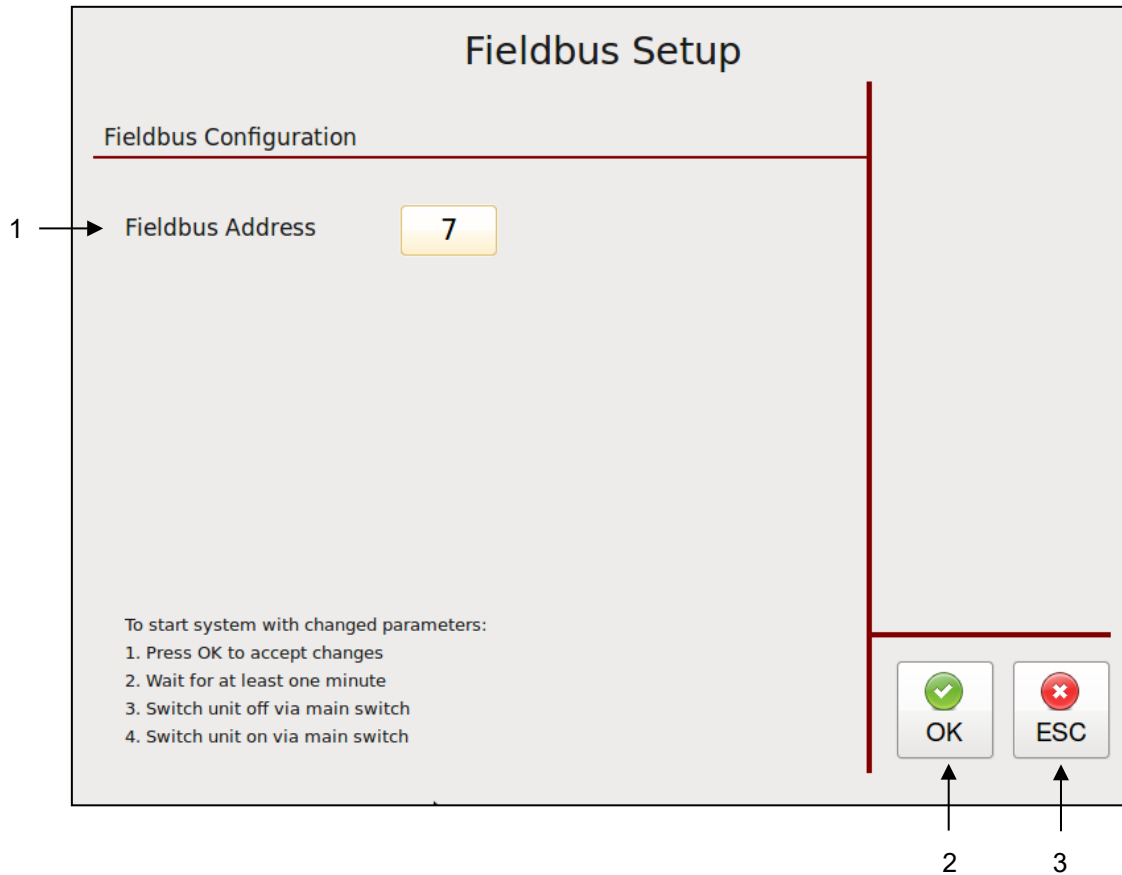 Fieldbus Setup
Fieldbus Configuration
1
Fieldbus Address
7
To start system with changed parameters:
1. Press OK to accept changes
2. Wait for at least one minute
3. Switch unit off via main switch
4. Switch unit on via main switch
OK
ESC
2
3